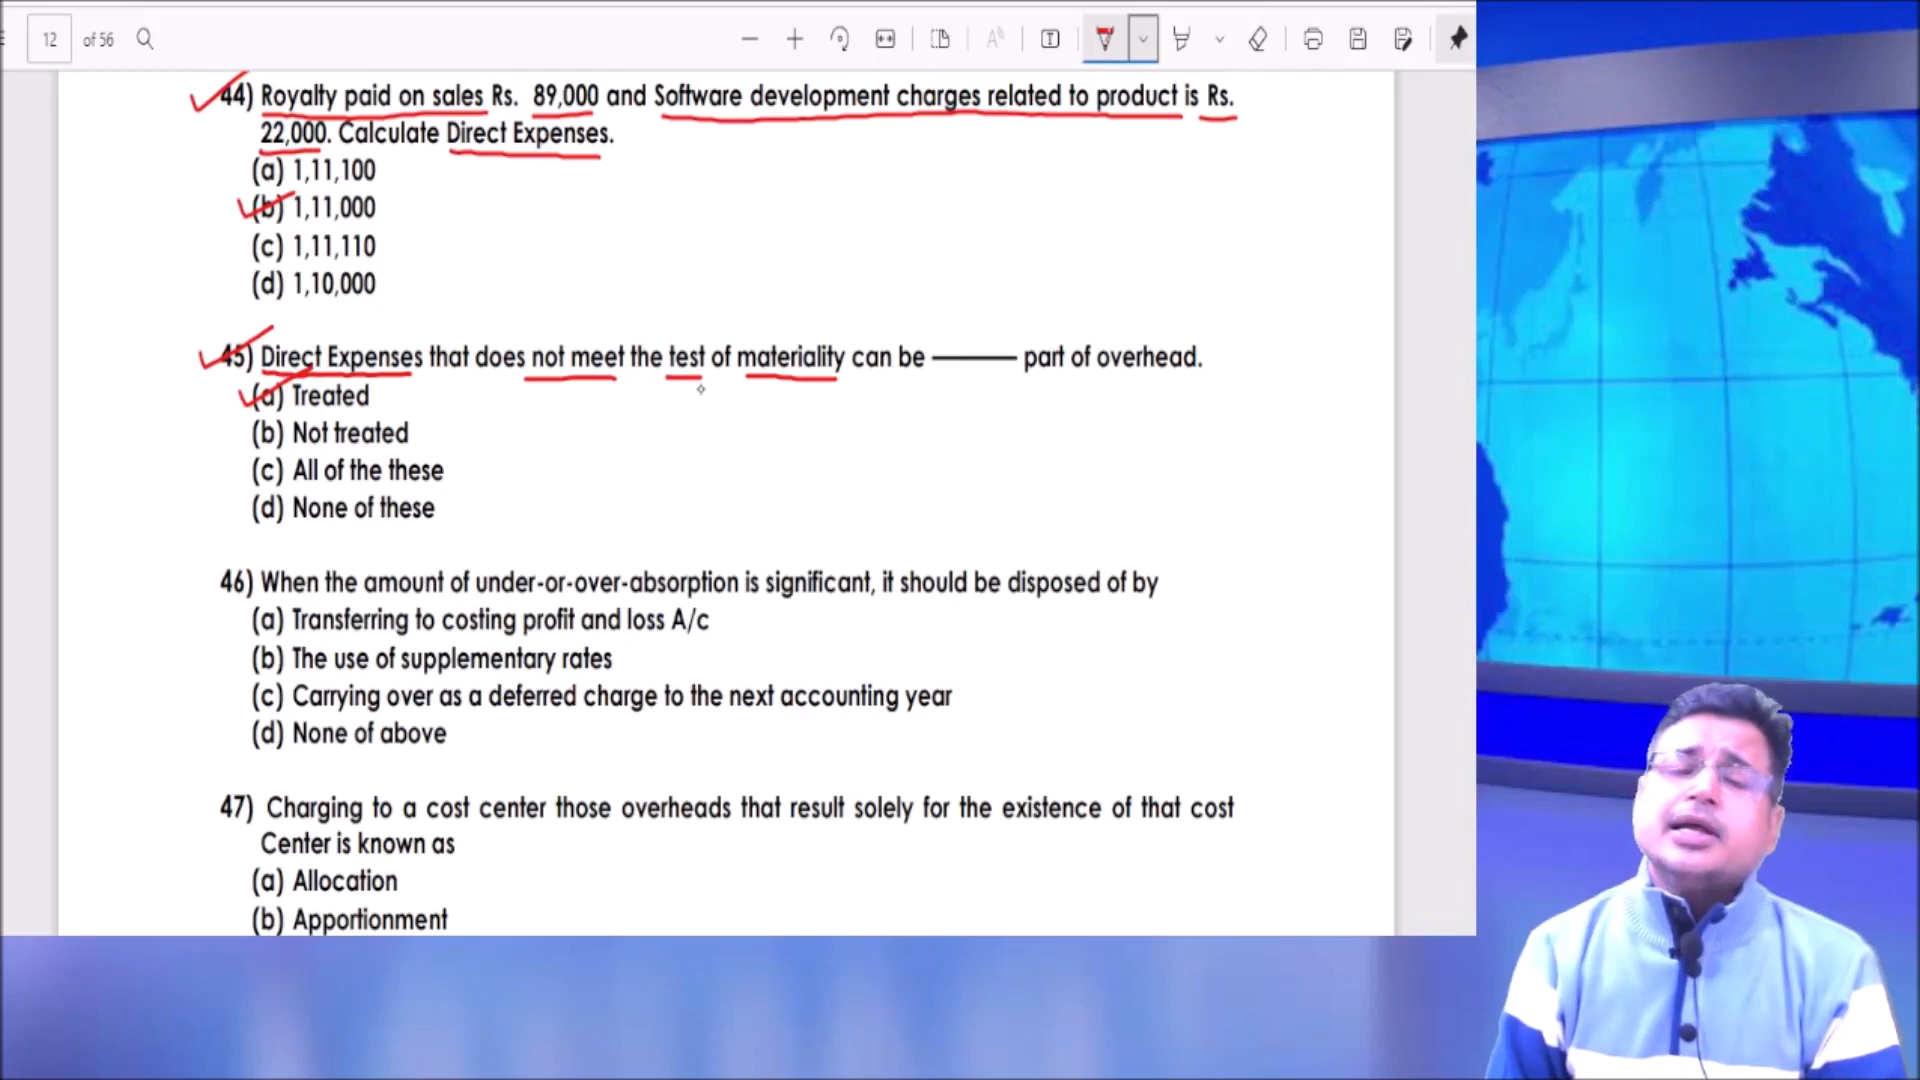 12 of 56
44) Royalty paid on sales Rs. 89,000 and Software development charges related to product is Rs.
22,000. Calculate Direct Expenses.
(a) 1,11,100
(b) 1,11,000
(c) 1,11,110
(d) 1,10,000
45) Direct Expenses that does not meet the test of materiality can be ——— part of overhead.
(a) Treated
(b) Not treated
(c) All of the these
(d) None of these
46) When the amount of under-or-over-absorption is significant, it should be disposed of by
(a) Transferring to costing profit and loss A/c
(b) The use of supplementary rates
(c) Carrying over as a deferred charge to the next accounting year
(d) None of above
47) Charging to a cost center those overheads that result solely for the existence of that cost
Center is known as
(a) Allocation
(b) Apportionment